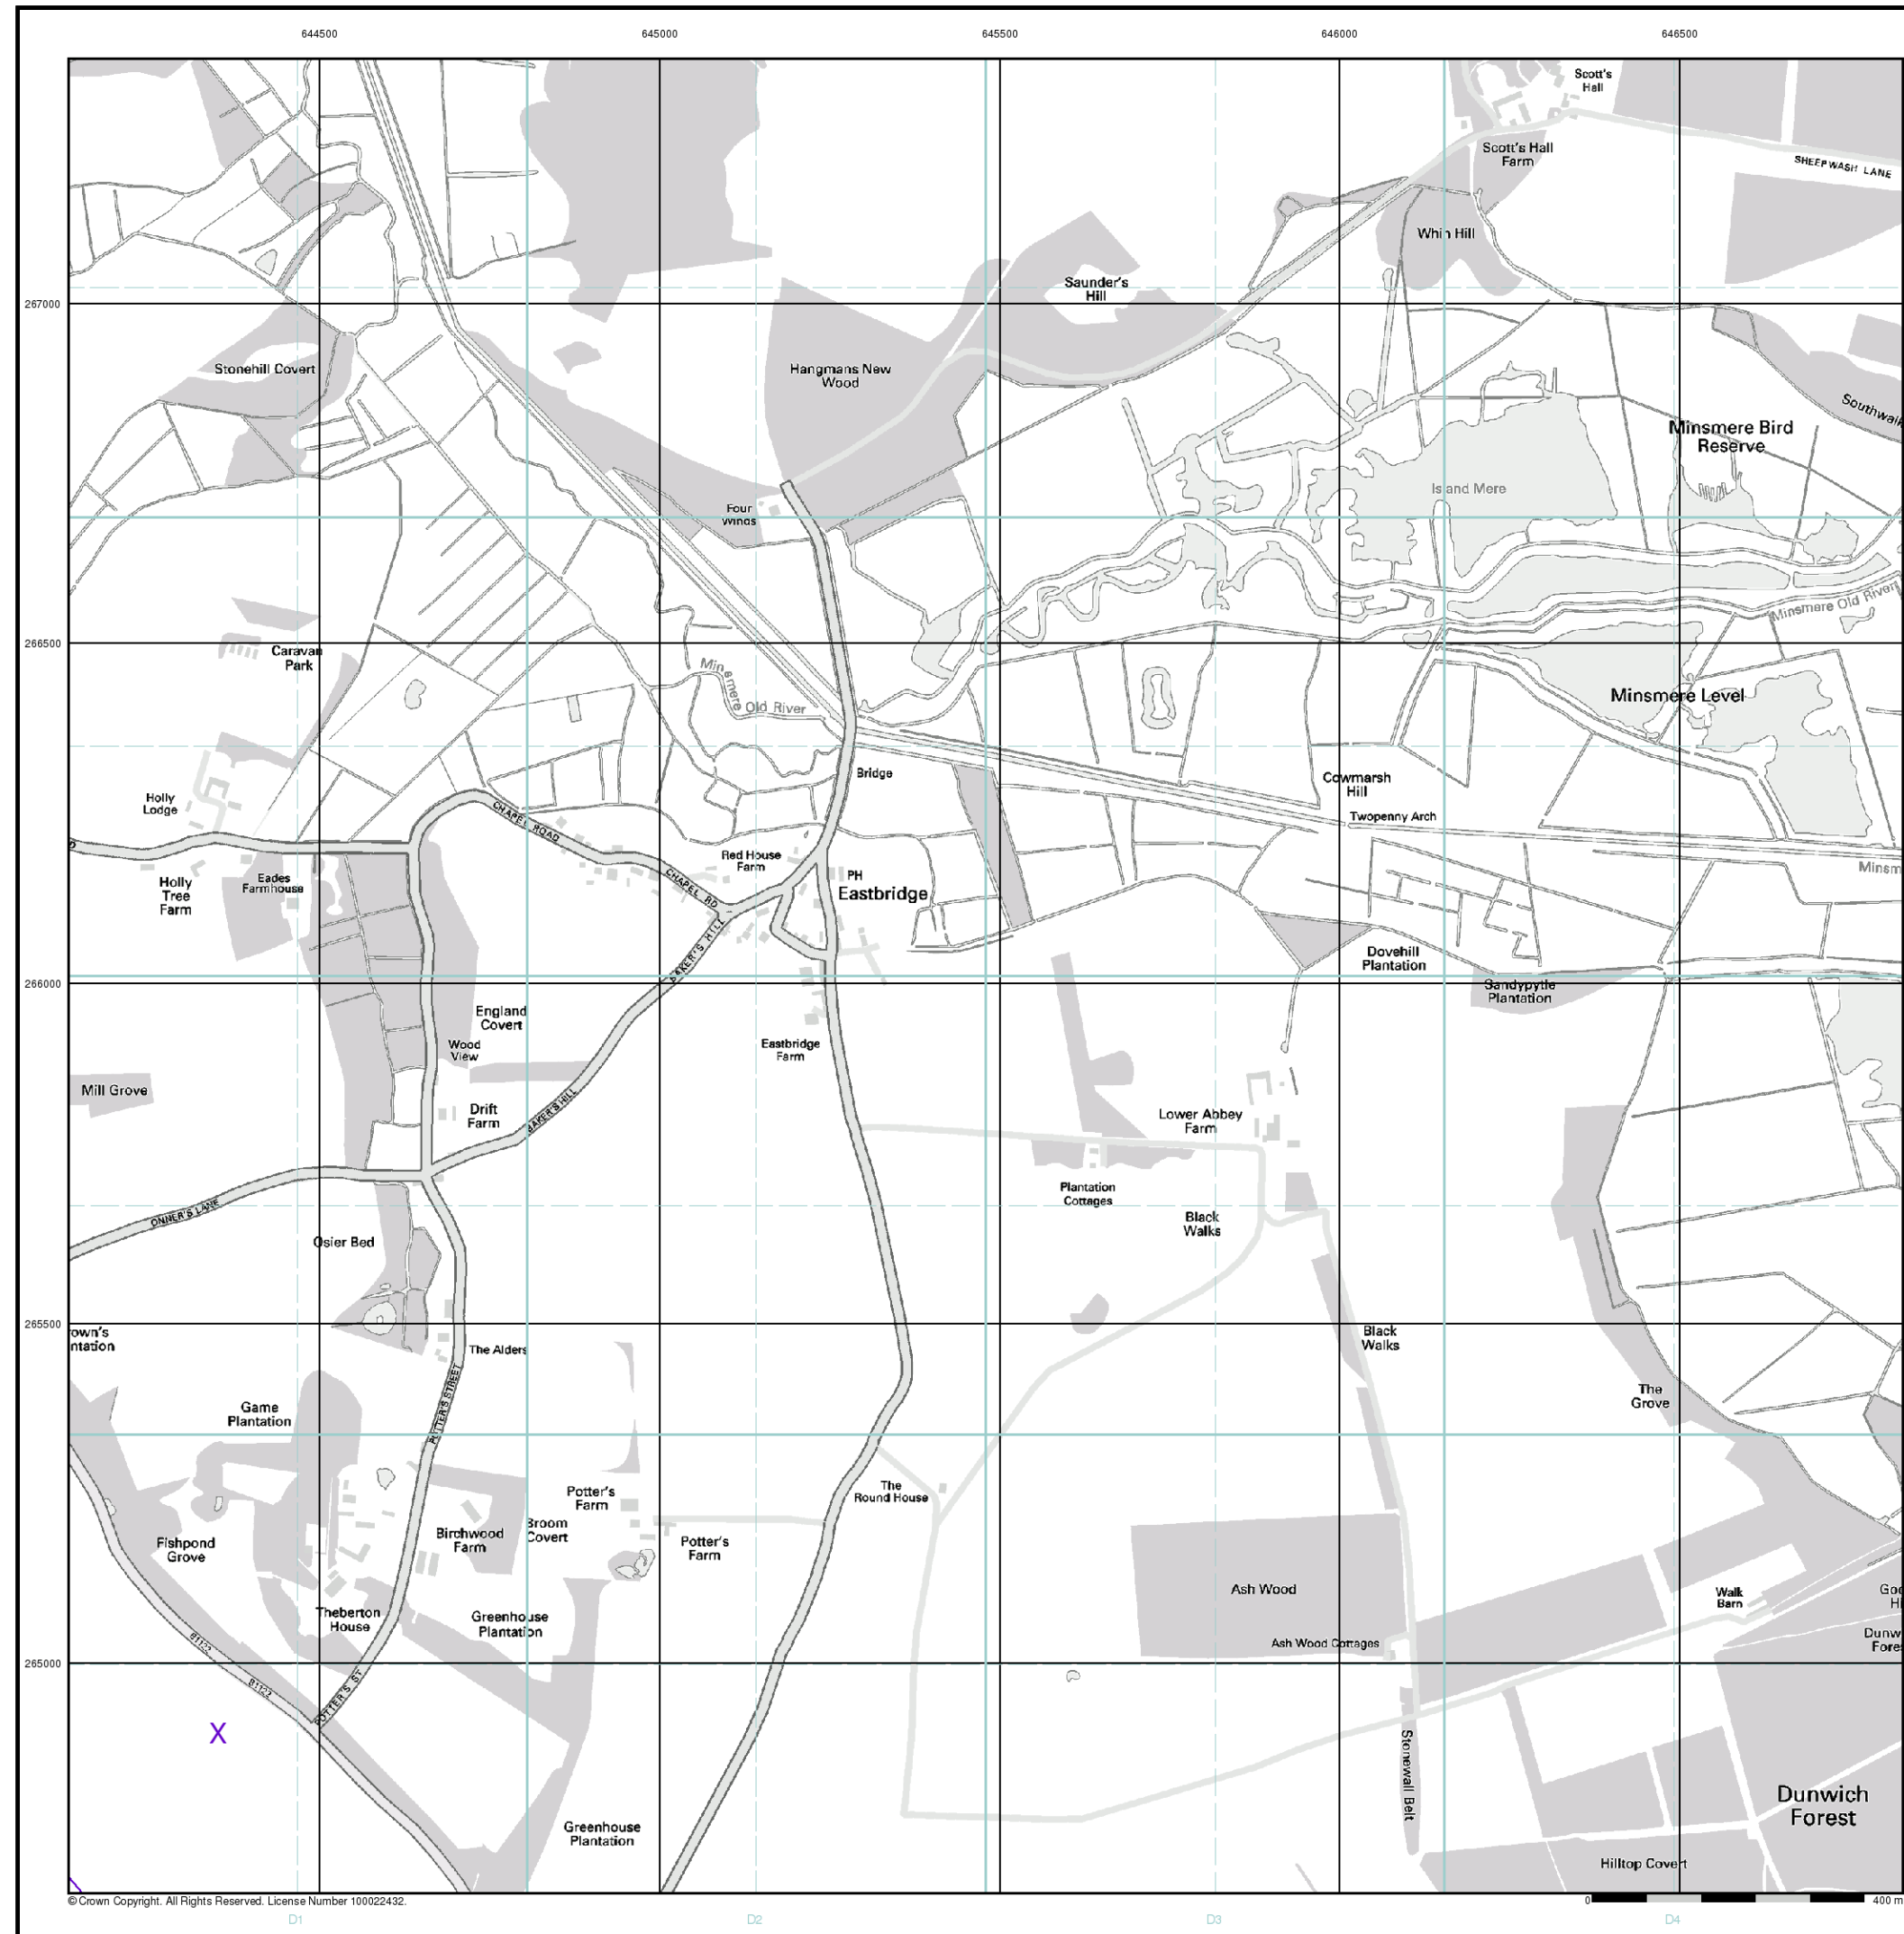 644500 645000 645500 646000 646500
Scott's
Hall
Scott's Hall
Farm
SHEEPWASH LANE
Whin Hill
Saunder's
Hill
267000
Stonehill Covert
Hangmans New
Wood
Minsmere Bird
Reserve
Island Mere
Four
Winds
Minsmere Old River
266500
Caravan
Park
Minsmere Old River
Minsmere Level
Bridge
Cowmarsh
Hill
Twopenny Arch
Holly
Lodge
CHAPEL ROAD
Red House
Farm
CHAPEL RD
PH
Eastbridge
Eades
Farmhouse
Holly
Tree
Farm
BAKER'S HILL
Dovehill
Plantation
266000
Sandypytle
Plantation
England
Covert
Wood
View
Eastbridge
Farm
Mill Grove
Drift
Farm
BAKER'S HILL
Lower Abbey
Farm
Plantation
Cottages
Black
Walks
ONNER'S LANE
Osier Bed
265500
rown's
ntation
The Alders
Black
Walks
POTTER'S STREET
The
Grove
Game
Plantation
Potter's
Farm
The
Round House
Birchwood
Farm
Broom
Covert
Potter's
Farm
Fishpond
Grove
Ash Wood
Walk
Barn
Goo
Hi
Theberton
House
Greenhouse
Plantation
Ash Wood Cottages
Dunw
Fores
B1122
265000
B1122
POTTER'S ST
X
Stonewall Belt
Dunwich
Forest
Greenhouse
Plantation
Hilltop Covert
© Crown Copyright. All Rights Reserved. License Number 100022432.
0 400 m
D1 D2 D3 D4